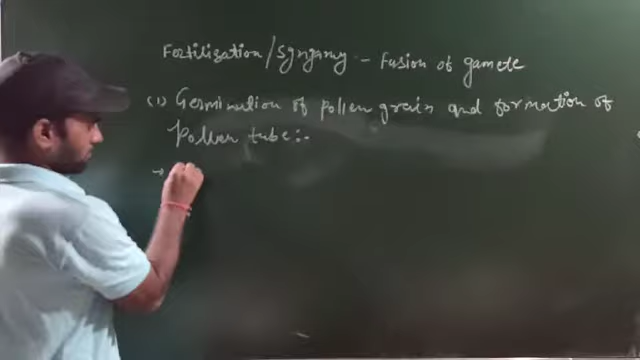 Fertilization/Syngamy - Fusion of gamete
(1) Germination of pollen grain and formation of
Pollen tube:-
→